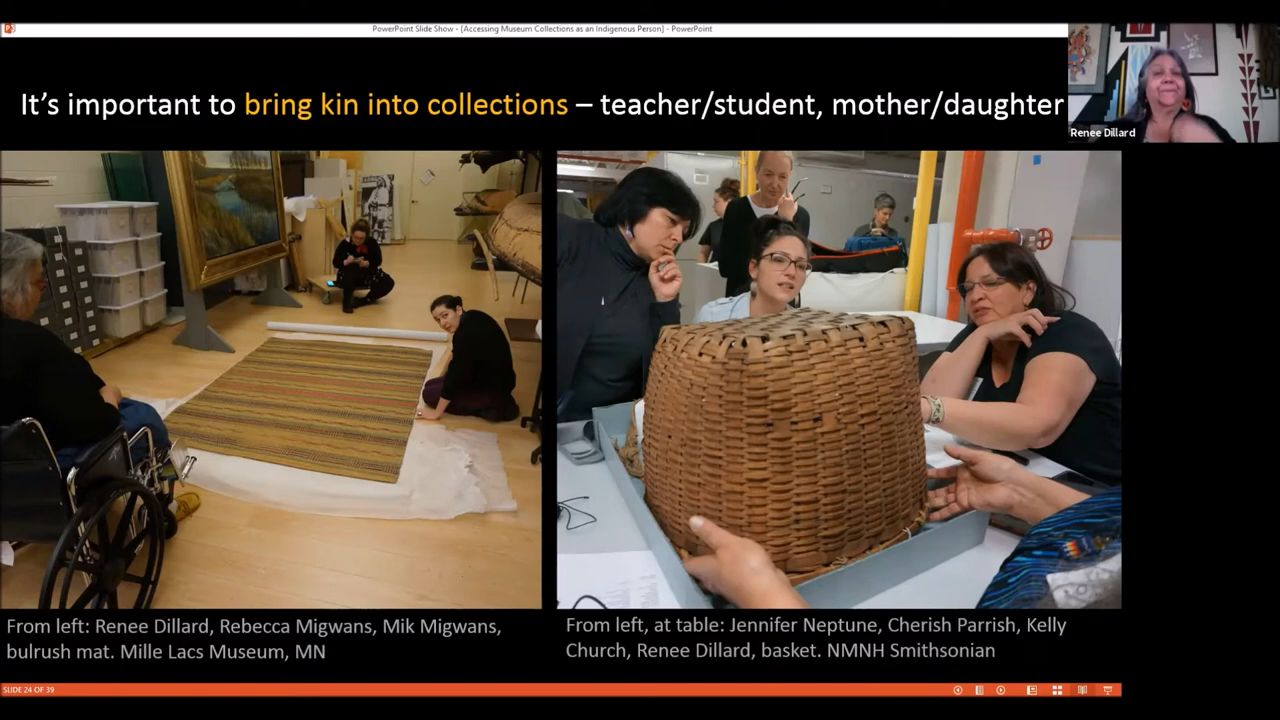 PowerPoint Slide Show - [Accessing Museum Collections as an Indigenous Person] - PowerPoint
It's important to bring kin into collections – teacher/student, mother/daughter
Renee Dillard
From left: Renee Dillard, Rebecca Migwans, Mik Migwans,
bulrush mat. Mille Lacs Museum, MN
From left, at table: Jennifer Neptune, Cherish Parrish, Kelly
Church, Renee Dillard, basket. NMNH Smithsonian
SLIDE 24 OF 39